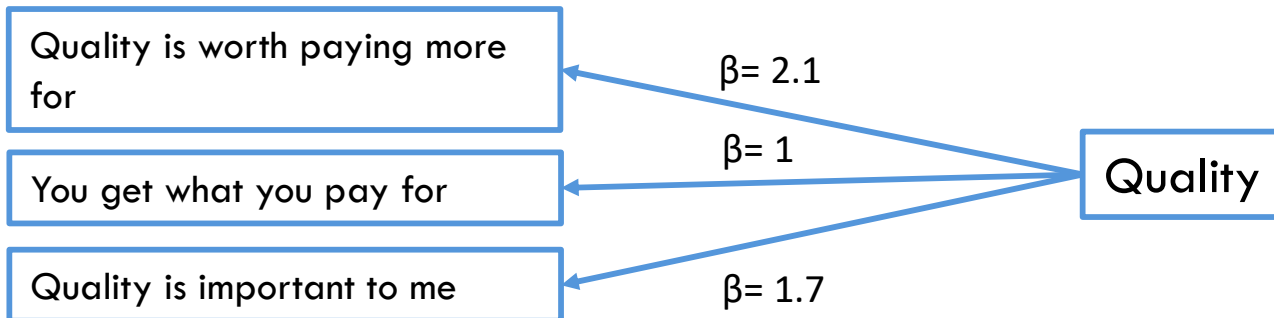 Quality is worth paying more
for
β= 2.1
β= 1
You get what you pay for
Quality
Quality is important to me
β= 1.7